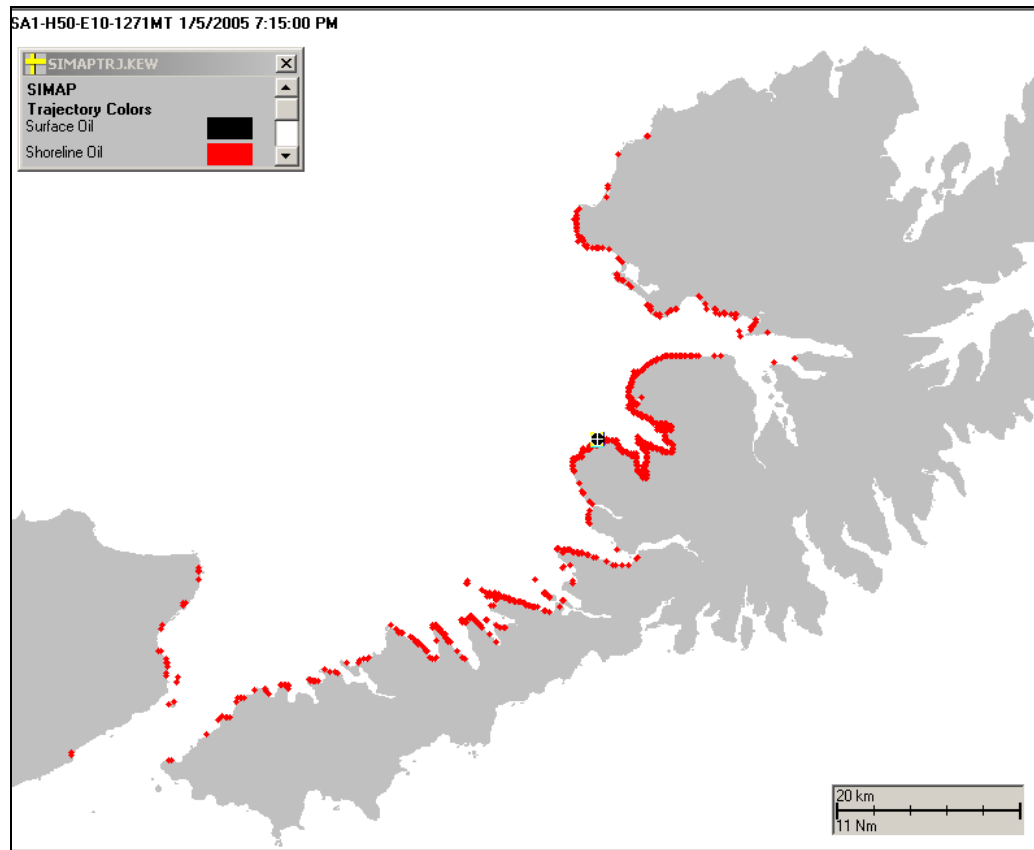 SA1-H50-E10-1271MT 1/5/2005 7:15:00 PM
SIMAPTRJ.KEW
SIMAP
Trajectory Colors
Surface Oil
Shoreline Oil
20 km
11 Nm